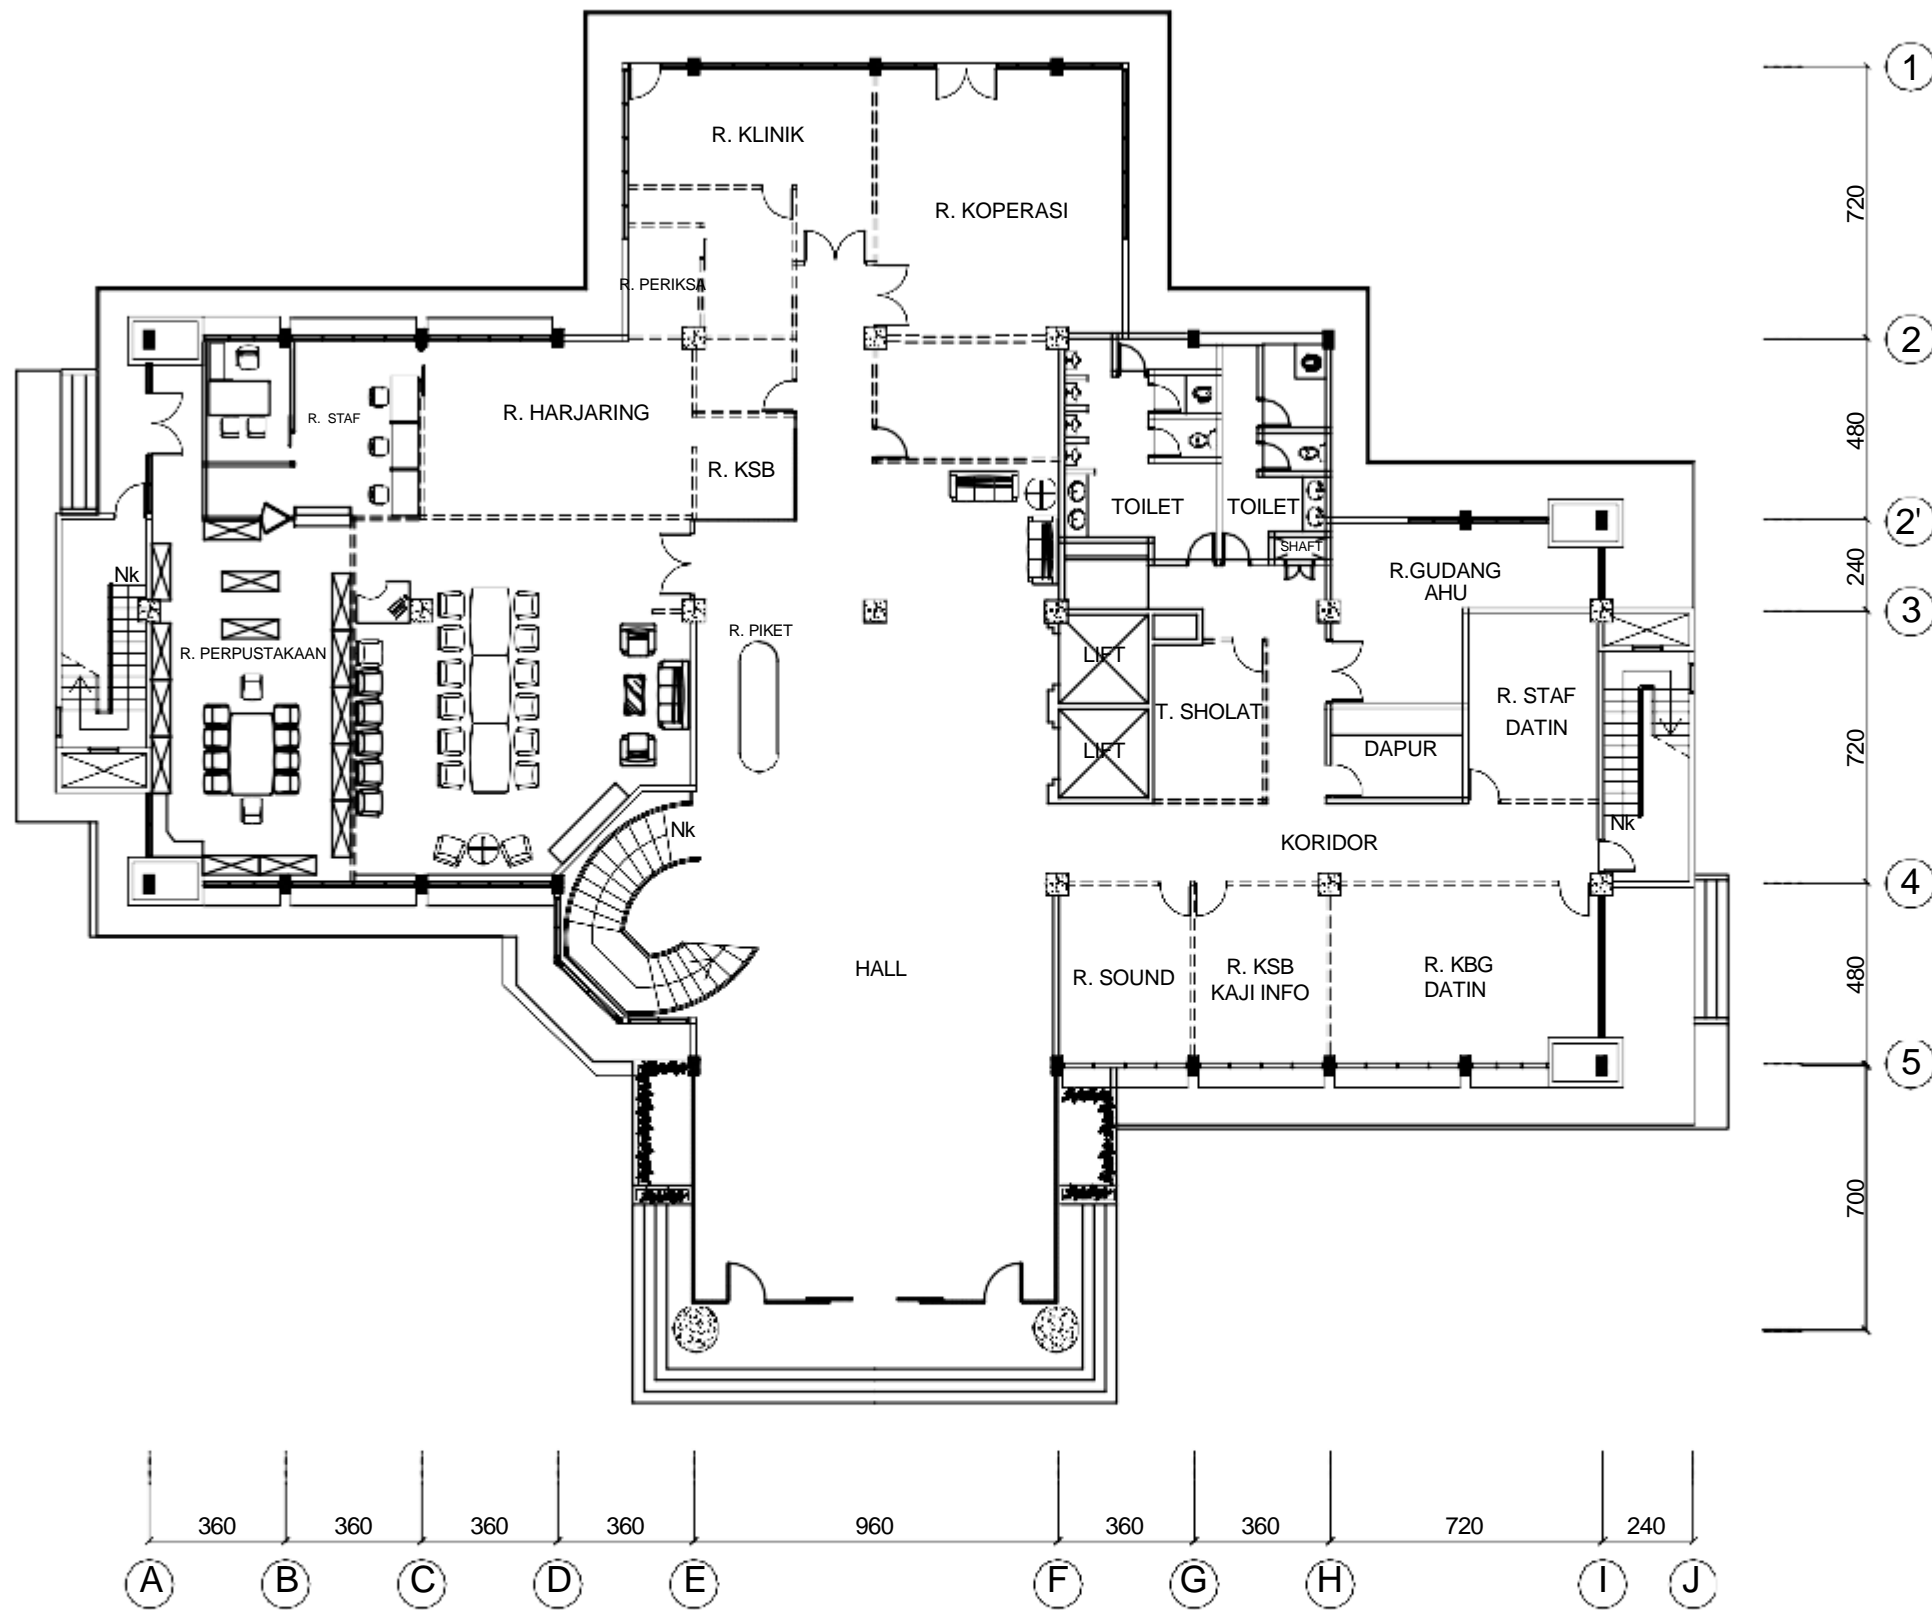 1
R. KLINIK
R. KOPERASI
720
R. PERIKSA
2
R. STAF
R. HARJARING
480
R. KSB
TOILET
TOILET
2'
SHAFT
Nk
R.GUDANG
AHU
240
3
R. PIKET
R. PERPUSTAKAAN
LIFT
T. SHOLAT
R. STAF
DATIN
LIFT
DAPUR
720
Nk
Nk
KORIDOR
4
HALL
R. SOUND
R. KSB
KAJI INFO
R. KBG
DATIN
480
5
700
360
360
360
360
960
360
360
720
240
A
B
C
D
E
F
G
H
I
J